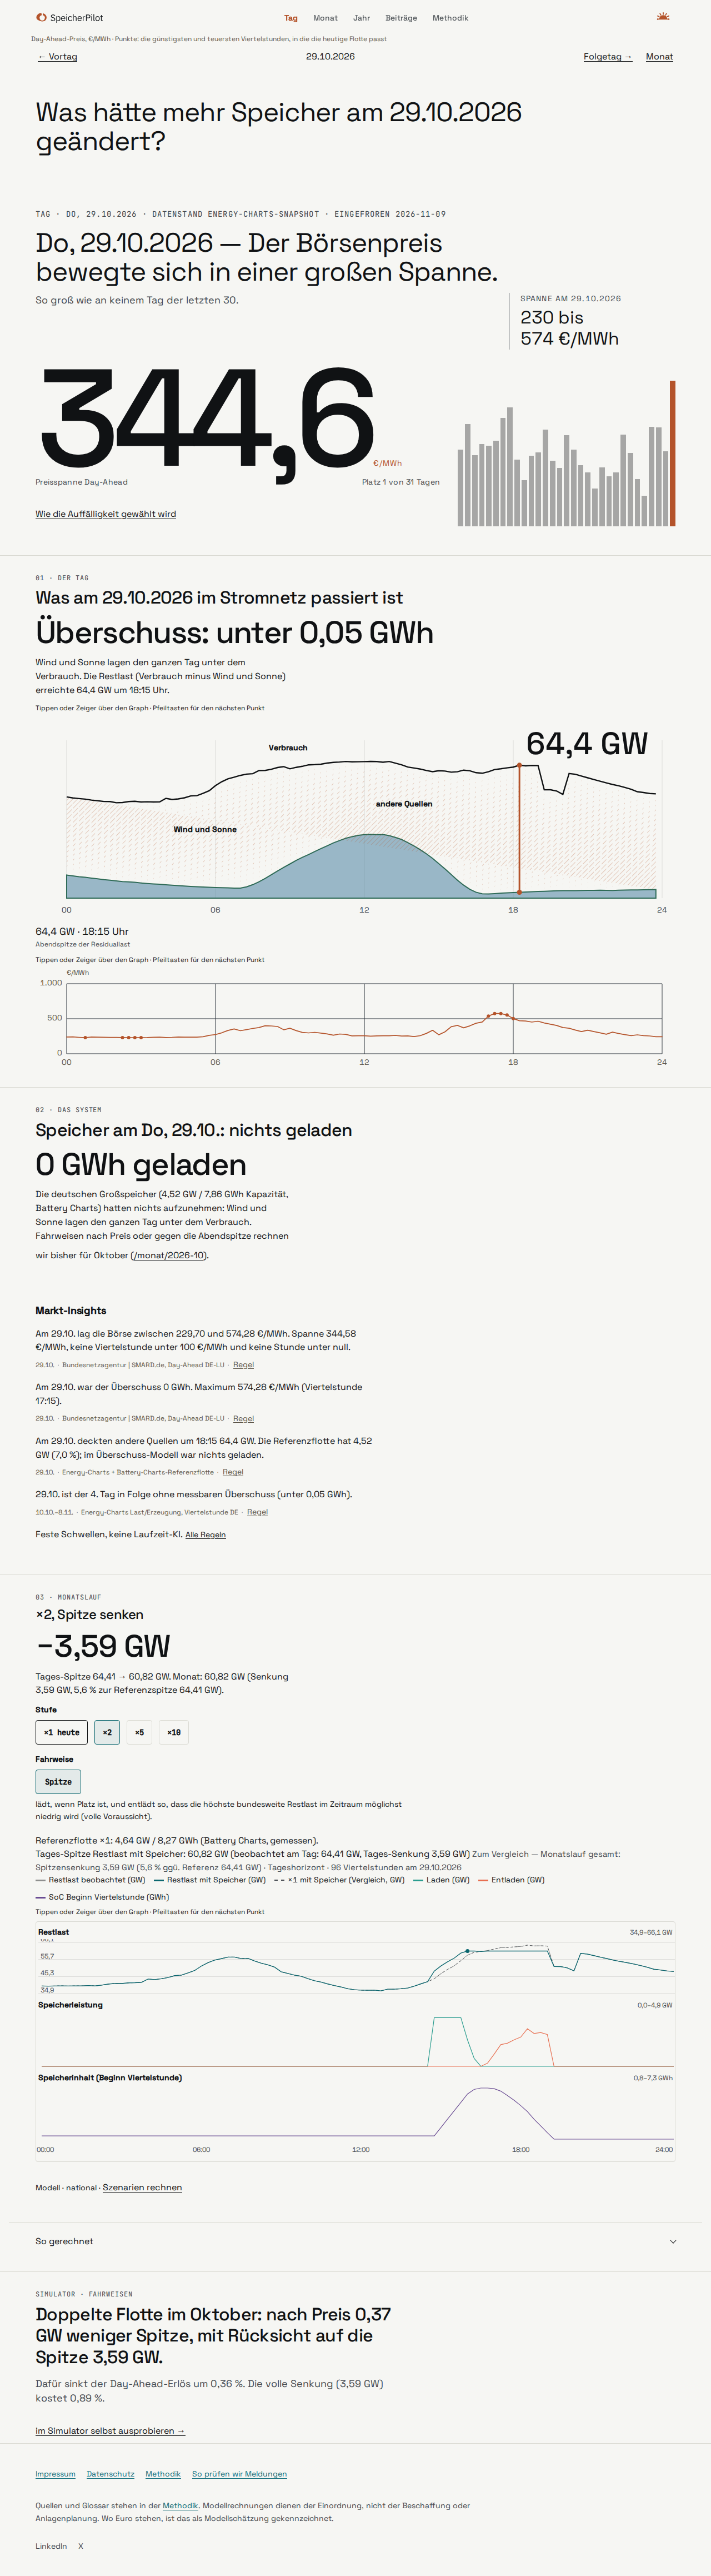 SpeicherPilot
Tag Monat Jahr Beiträge Methodik
Day-Ahead-Preis, €/MWh · Punkte: die günstigsten und teuersten Viertelstunden, in die die heutige Flotte passt
← Vortag 29.10.2026 Folgetag → Monat
Was hätte mehr Speicher am 29.10.2026
geändert?
TAG · DO, 29.10.2026 · DATENSTAND ENERGY-CHARTS-SNAPSHOT · EINGEFROREN 2026-11-09
Do, 29.10.2026 — Der Börsenpreis
bewegte sich in einer großen Spanne.
So groß wie an keinem Tag der letzten 30.
SPANNE AM 29.10.2026
230 bis
574 €/MWh
344,6
€/MWh
Preisspanne Day-Ahead
Platz 1 von 31 Tagen
Wie die Auffälligkeit gewählt wird
01 · DER TAG
Was am 29.10.2026 im Stromnetz passiert ist
Überschuss: unter 0,05 GWh
Wind und Sonne lagen den ganzen Tag unter dem
Verbrauch. Die Restlast (Verbrauch minus Wind und Sonne)
erreichte 64,4 GW um 18:15 Uhr.
Tippen oder Zeiger über den Graph · Pfeiltasten für den nächsten Punkt
64,4 GW
Verbrauch
andere Quellen
Wind und Sonne
00 06 12 18 24
64,4 GW · 18:15 Uhr
Abendspitze der Residuallast
Tippen oder Zeiger über den Graph · Pfeiltasten für den nächsten Punkt
€/MWh
1.000
500
0
00 06 12 18 24
02 · DAS SYSTEM
Speicher am Do, 29.10.: nichts geladen
0 GWh geladen
Die deutschen Großspeicher (4,52 GW / 7,86 GWh Kapazität,
Battery Charts) hatten nichts aufzunehmen: Wind und
Sonne lagen den ganzen Tag unter dem Verbrauch.
Fahrweisen nach Preis oder gegen die Abendspitze rechnen
wir bisher für Oktober (/monat/2026-10).
Markt-Insights
Am 29.10. lag die Börse zwischen 229,70 und 574,28 €/MWh. Spanne 344,58
€/MWh, keine Viertelstunde unter 100 €/MWh und keine Stunde unter null.
29.10. · Bundesnetzagentur | SMARD.de, Day-Ahead DE-LU · Regel
Am 29.10. war der Überschuss 0 GWh. Maximum 574,28 €/MWh (Viertelstunde
17:15).
29.10. · Bundesnetzagentur | SMARD.de, Day-Ahead DE-LU · Regel
Am 29.10. deckten andere Quellen um 18:15 64,4 GW. Die Referenzflotte hat 4,52
GW (7,0 %); im Überschuss-Modell war nichts geladen.
29.10. · Energy-Charts + Battery-Charts-Referenzflotte · Regel
29.10. ist der 4. Tag in Folge ohne messbaren Überschuss (unter 0,05 GWh).
10.10.–8.11. · Energy-Charts Last/Erzeugung, Viertelstunde DE · Regel
Feste Schwellen, keine Laufzeit-KI. Alle Regeln
03 · MONATSLAUF
×2, Spitze senken
−3,59 GW
Tages-Spitze 64,41 → 60,82 GW. Monat: 60,82 GW (Senkung
3,59 GW, 5,6 % zur Referenzspitze 64,41 GW).
Stufe
×1 heute ×2 ×5 ×10
Fahrweise
Spitze
lädt, wenn Platz ist, und entlädt so, dass die höchste bundesweite Restlast im Zeitraum möglichst
niedrig wird (volle Voraussicht).
Referenzflotte ×1: 4,64 GW / 8,27 GWh (Battery Charts, gemessen).
Tages-Spitze Restlast mit Speicher: 60,82 GW (beobachtet am Tag: 64,41 GW, Tages-Senkung 3,59 GW) Zum Vergleich — Monatslauf gesamt:
Spitzensenkung 3,59 GW (5,6 % ggü. Referenz 64,41 GW) · Tageshorizont · 96 Viertelstunden am 29.10.2026
Restlast beobachtet (GW) Restlast mit Speicher (GW) ×1 mit Speicher (Vergleich, GW) Laden (GW) Entladen (GW)
SoC Beginn Viertelstunde (GWh)
Tippen oder Zeiger über den Graph · Pfeiltasten für den nächsten Punkt
Restlast 34,9–66,1 GW
55,7
45,3
34,9
Speicherleistung 0,0–4,9 GW
Speicherinhalt (Beginn Viertelstunde) 0,8–7,3 GWh
00:00 06:00 12:00 18:00 24:00
Modell · national · Szenarien rechnen
So gerechnet
SIMULATOR · FAHRWEISEN
Doppelte Flotte im Oktober: nach Preis 0,37
GW weniger Spitze, mit Rücksicht auf die
Spitze 3,59 GW.
Dafür sinkt der Day-Ahead-Erlös um 0,36 %. Die volle Senkung (3,59 GW)
kostet 0,89 %.
im Simulator selbst ausprobieren →
Impressum Datenschutz Methodik So prüfen wir Meldungen
Quellen und Glossar stehen in der Methodik. Modellrechnungen dienen der Einordnung, nicht der Beschaffung oder
Anlagenplanung. Wo Euro stehen, ist das als Modellschätzung gekennzeichnet.
LinkedIn X